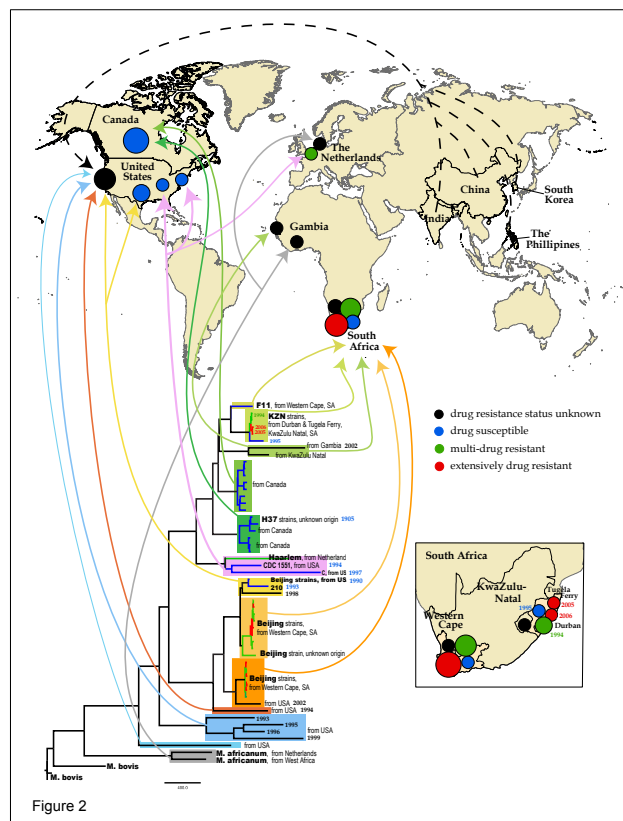 Canada
United
States
The
Netherlands
China
South
Korea
India
The
Phillipines
Gambia
South
Africa
F11, from Western Cape, SA
1994
KZN strains,
2006
from Durban & Tugela Ferry,
2005
KwaZulu Natal, SA
1995
from Gambia 2002
from KwaZulu Natal
from Canada
H37 strains, unknown origin 1905
from Canada
from Canada
Haarlem, from Netherland
CDC 1551, from USA 1994
C, from US 1997
Beijing strains, from US 1990
210 1993
1998
Beijing strains,
from Western Cape, SA
Beijing strain, unknown origin
Beijing strains,
from Western Cape, SA
from USA 2002
from USA 1994
1993
1995
1996 from USA
1999
from USA
M. africanum, from Netherlands
M. africanum, from West Africa
M. bovis
M. bovis
drug resistance status unknown
drug susceptible
multi-drug resistant
extensively drug resistant
South Africa
KwaZulu-
Natal
Tugela
Ferry
2005
1995
2006
Durban
1994
Western
Cape
Figure 2